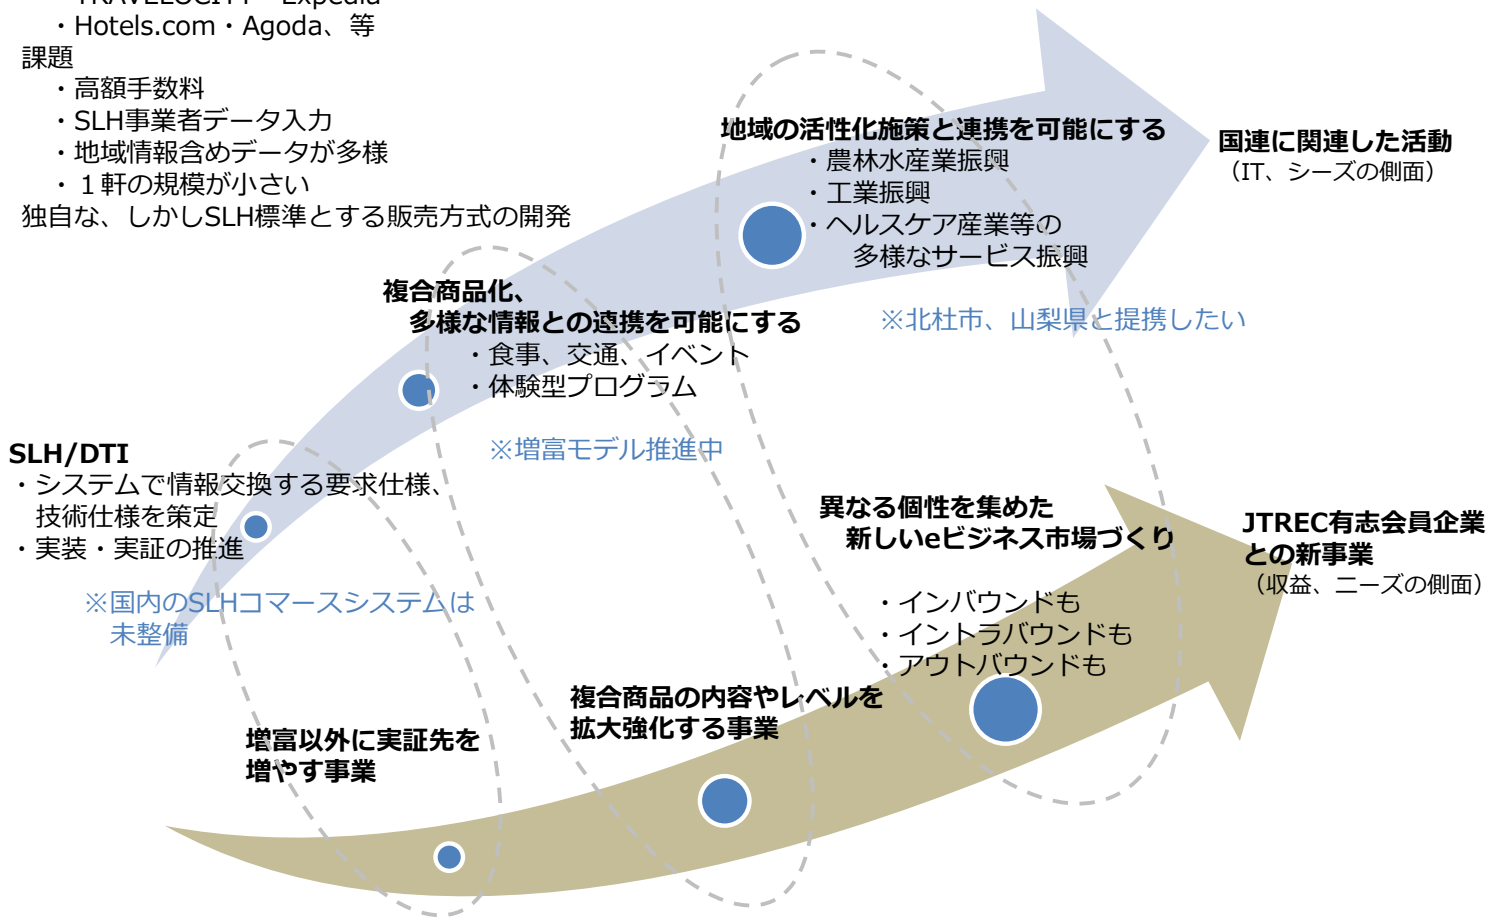 ・TRAVELOCITY・Expedia
・Hotels.com・Agoda、等
課題
・高額手数料
・SLH事業者データ入力
・地域情報含めデータが多様
・１軒の規模が小さい
独自な、しかしSLH標準とする販売方式の開発
地域の活性化施策と連携を可能にする
・農林水産業振興
・工業振興
・ヘルスケア産業等の
多様なサービス振興
※北杜市、山梨県と提携したい
国連に関連した活動
（IT、シーズの側面）
複合商品化、
多様な情報との連携を可能にする
・食事、交通、イベント
・体験型プログラム
※増富モデル推進中
SLH/DTI
・システムで情報交換する要求仕様、
技術仕様を策定
・実装・実証の推進
※国内のSLHコマースシステムは
未整備
異なる個性を集めた
新しいeビジネス市場づくり
・インバウンドも
・イントラバウンドも
・アウトバウンドも
JTREC有志会員企業
との新事業
（収益、ニーズの側面）
複合商品の内容やレベルを
拡大強化する事業
増富以外に実証先を
増やす事業